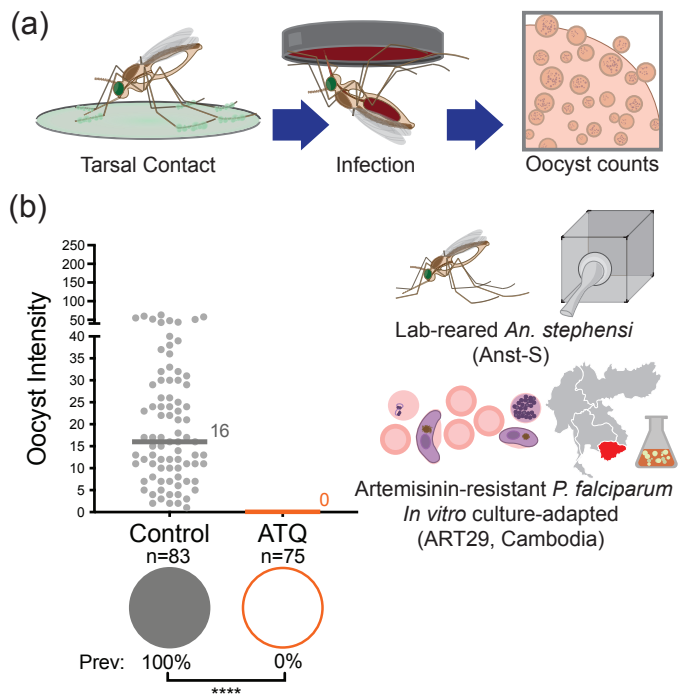 (a)
Tarsal Contact
Infection
Oocyst counts
(b)
Oocyst Intensity
250
200
150
100
50
40
35
30
25
20
15
10
5
0
16
0
Control
n=83
ATQ
n=75
Prev: 100% 0%
****
Lab-reared An. stephensi
(Anst-S)
Artemisinin-resistant P. falciparum
In vitro culture-adapted
(ART29, Cambodia)